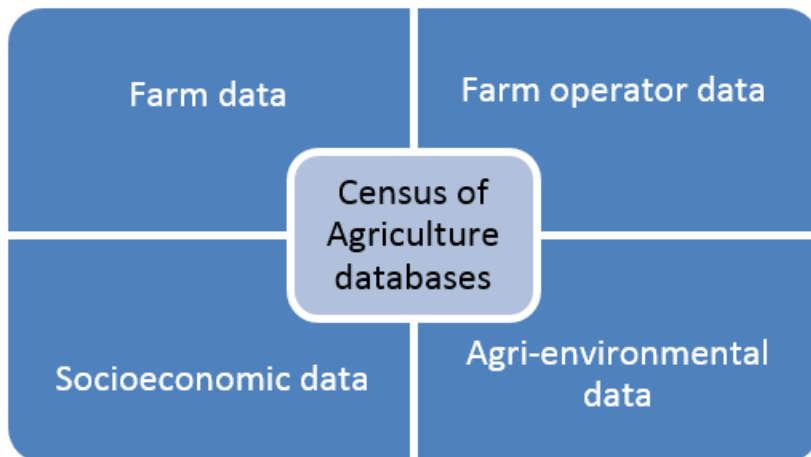 Farm data
Farm operator data
Census of
Agriculture
databases
Socioeconomic data
Agri-environmental
data